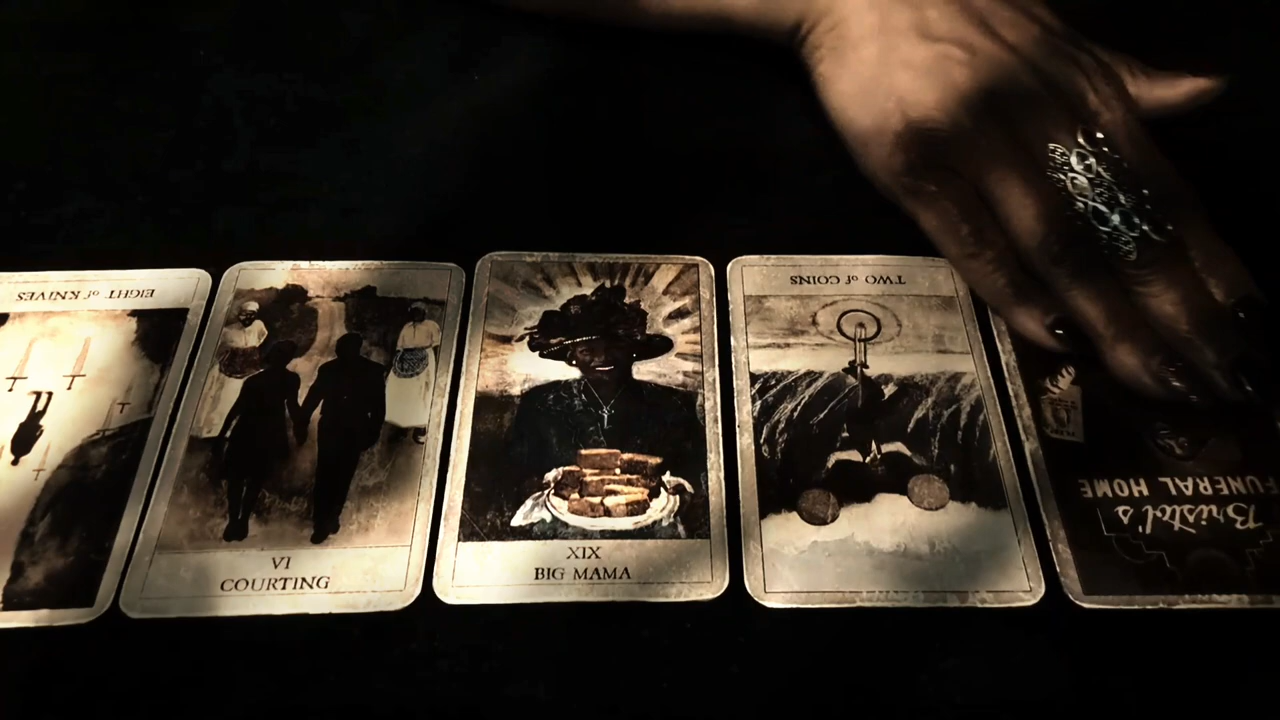 EIGHT of KNIVES
VI
COURTING
XIX
BIG MAMA
TWO of COINS
Bristol's
FUNERAL HOME